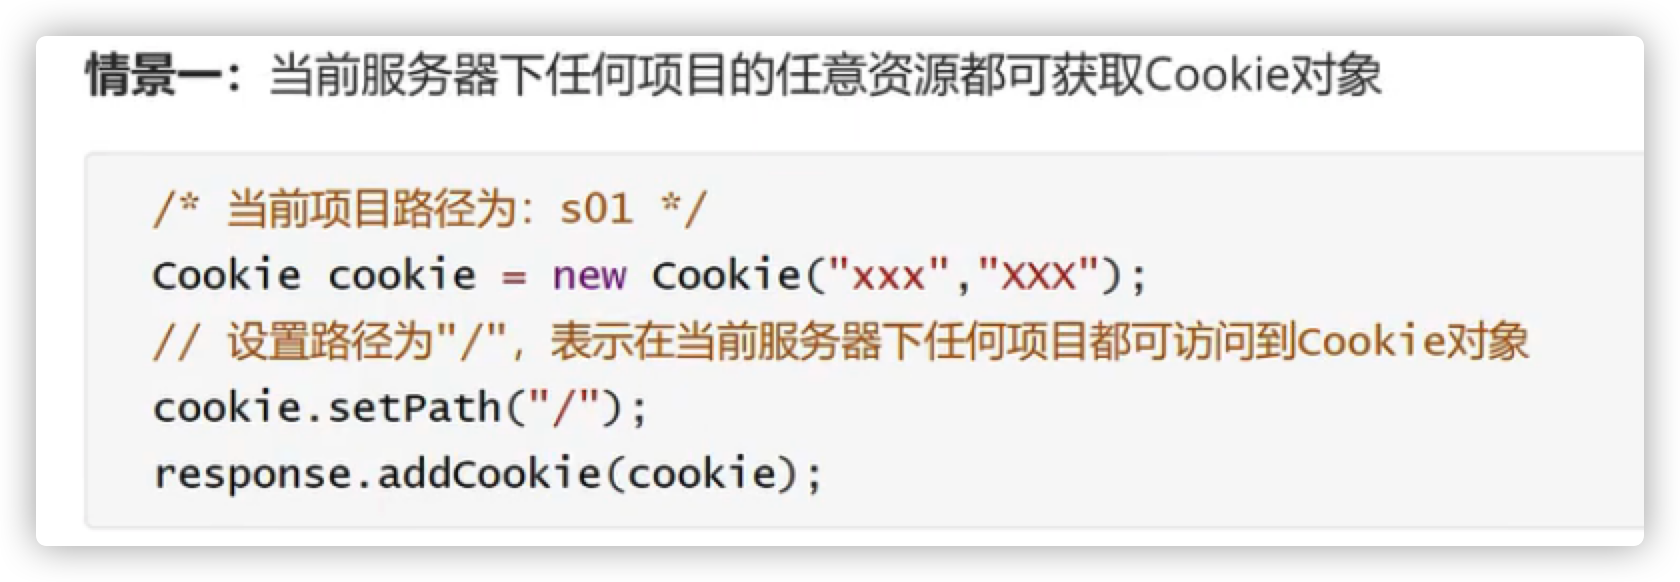 情景一：当前服务器下任何项目的任意资源都可获取Cookie对象
/* 当前项目路径为：s01 */
Cookie cookie = new Cookie("xxx","XXX");
// 设置路径为"/"，表示在当前服务器下任何项目都可访问到Cookie对象
cookie.setPath("/");
response.addCookie(cookie);